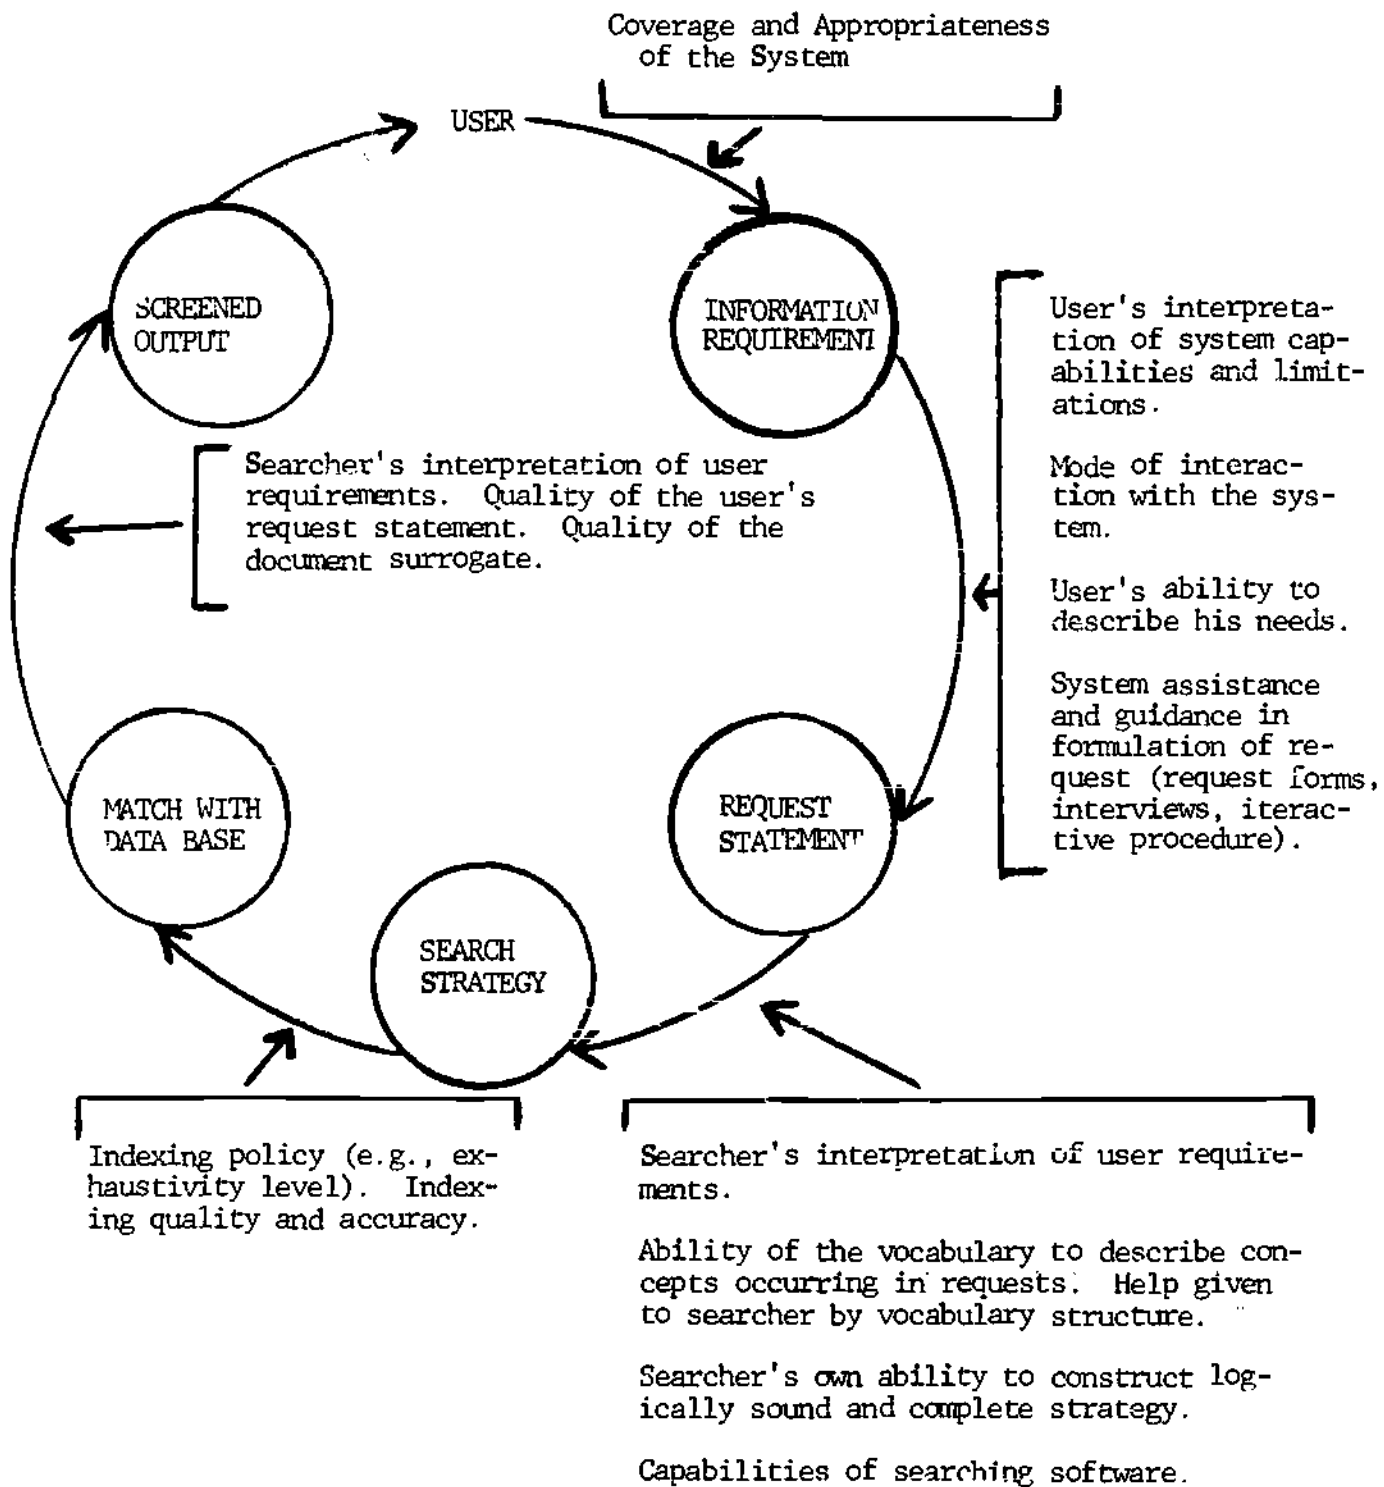 Coverage and Appropriateness
of the System
USER
SCREENED
OUTPUT
INFORMATION
REQUIREMENT
User's interpreta-
tion of system cap-
abilities and limit-
ations.
Mode of interac-
tion with the sys-
tem.
User's ability to
describe his needs.
System assistance
and guidance in
formulation of re-
quest (request forms,
interviews, iterac-
tive procedure).
Searcher's interpretation of user
requirements. Quality of the user's
request statement. Quality of the
document surrogate.
MATCH WITH
DATA BASE
REQUEST
STATEMENT
SEARCH
STRATEGY
Indexing policy (e.g., ex-
haustivity level). Index-
ing quality and accuracy.
Searcher's interpretation of user require-
ments.
Ability of the vocabulary to describe con-
cepts occurring in requests. Help given
to searcher by vocabulary structure.
Searcher's own ability to construct log-
ically sound and complete strategy.
Capabilities of searching software.